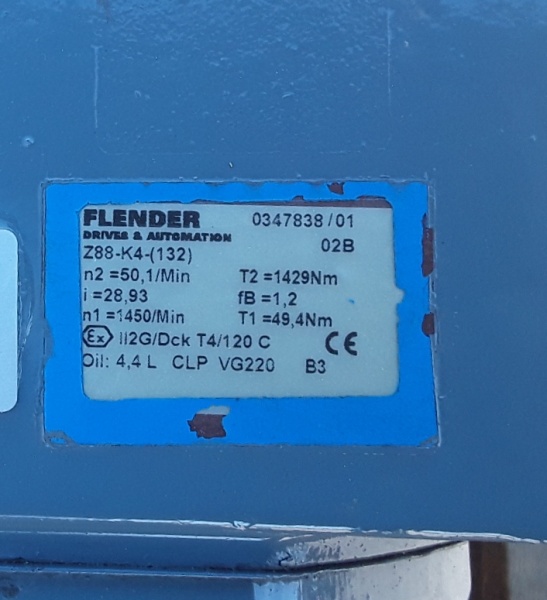 FLENDER 0347838/01
DRIVES & AUTOMATION 02B
Z88-K4-(132)
n2 =50,1/Min T2 =1429Nm
i =28,93 fB =1,2
n1 =1450/Min T1 =49,4Nm
Ex II2G/Dck T4/120 C CE
Oil: 4,4 L CLP VG220 B3